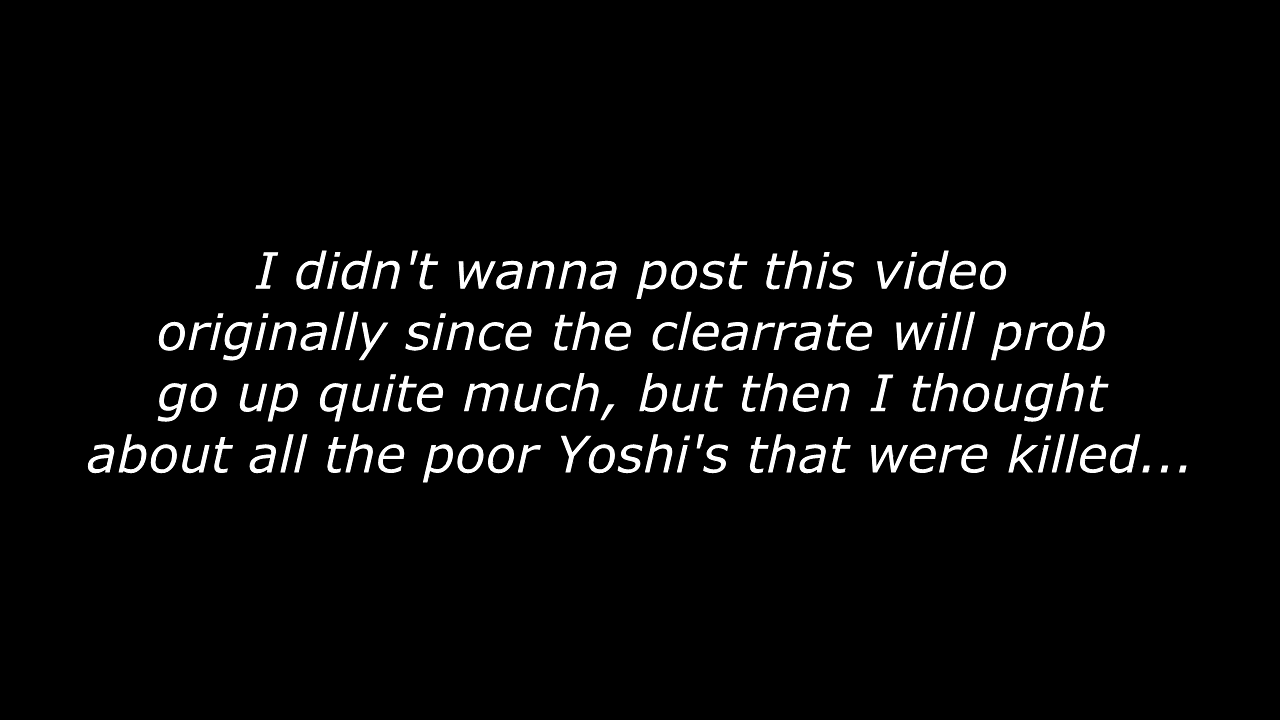 I didn't wanna post this video
originally since the clearrate will prob
go up quite much, but then I thought
about all the poor Yoshi's that were killed...